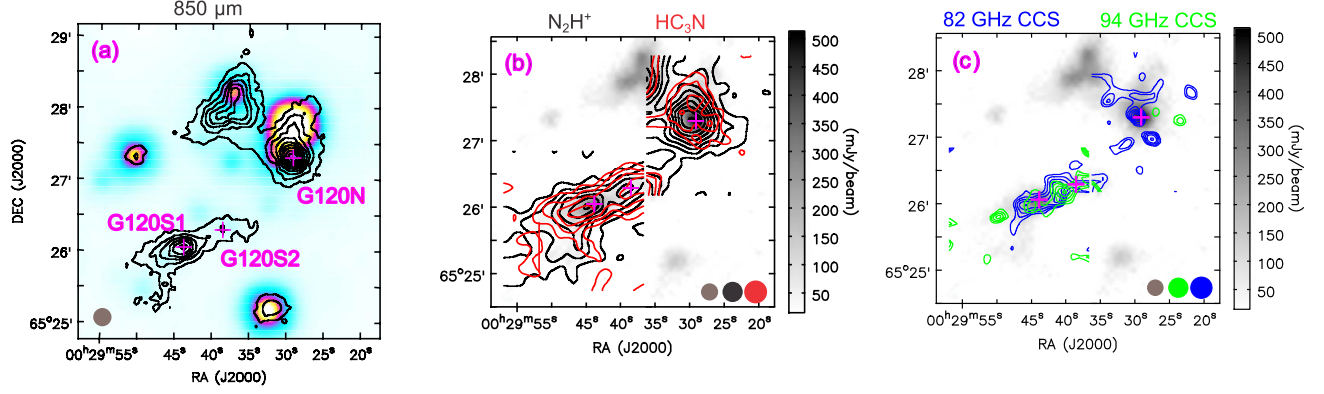 850 μm
(a)
29'
28'
27'
26'
65°25'
DEC (J2000)
G120N
G120S1
G120S2
00ʰ29ᵐ55ˢ 45ˢ 40ˢ 35ˢ 30ˢ 25ˢ 20ˢ
RA (J2000)
N₂H⁺ HC₃N
(b)
28'
27'
26'
65°25'
00ʰ29ᵐ55ˢ 45ˢ 40ˢ 35ˢ 30ˢ 25ˢ 20ˢ
RA (J2000)
500
450
400
350
300
250
200
150
100
50
(mJy/beam)
82 GHz CCS 94 GHz CCS
(c)
28'
27'
26'
65°25'
00ʰ29ᵐ55ˢ 45ˢ 40ˢ 35ˢ 30ˢ 25ˢ 20ˢ
RA (J2000)
500
450
400
350
300
250
200
150
100
50
(mJy/beam)